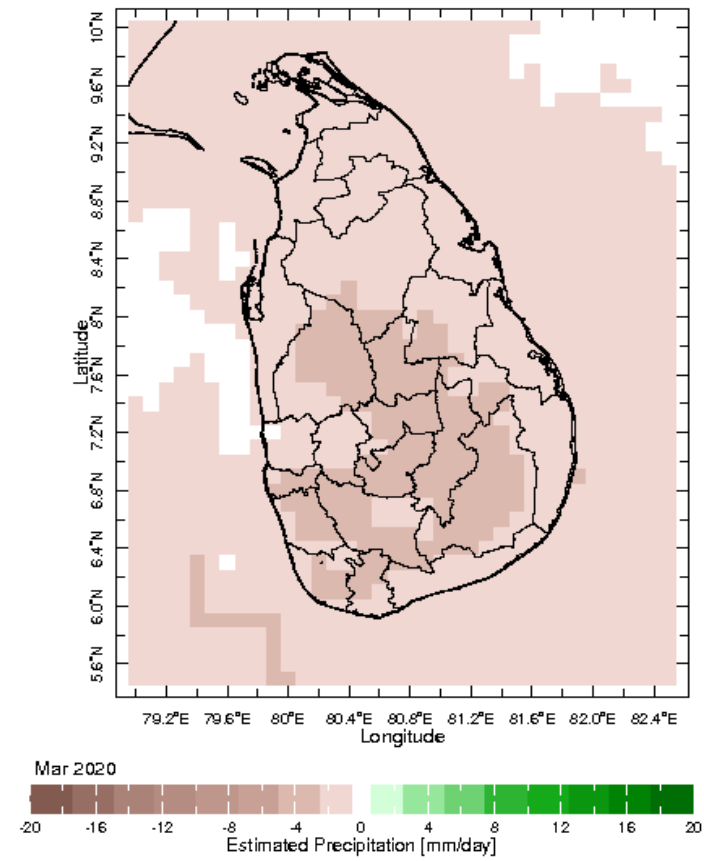 10°N
9.6°N
9.2°N
8.8°N
8.4°N
8°N
7.6°N
7.2°N
6.8°N
6.4°N
6.0°N
5.6°N
Latitude
79.2°E 79.6°E 80°E 80.4°E 80.8°E 81.2°E 81.6°E 82.0°E 82.4°E
Longitude
Mar 2020
-20 -16 -12 -8 -4 0 4 8 12 16 20
Estimated Precipitation [mm/day]